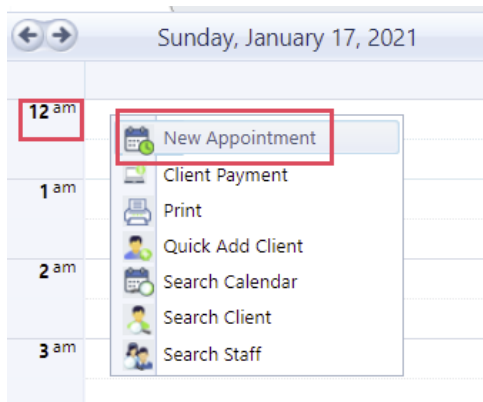 Sunday, January 17, 2021
12 am
New Appointment
Client Payment
1 am
Print
Quick Add Client
2 am
Search Calendar
Search Client
3 am
Search Staff